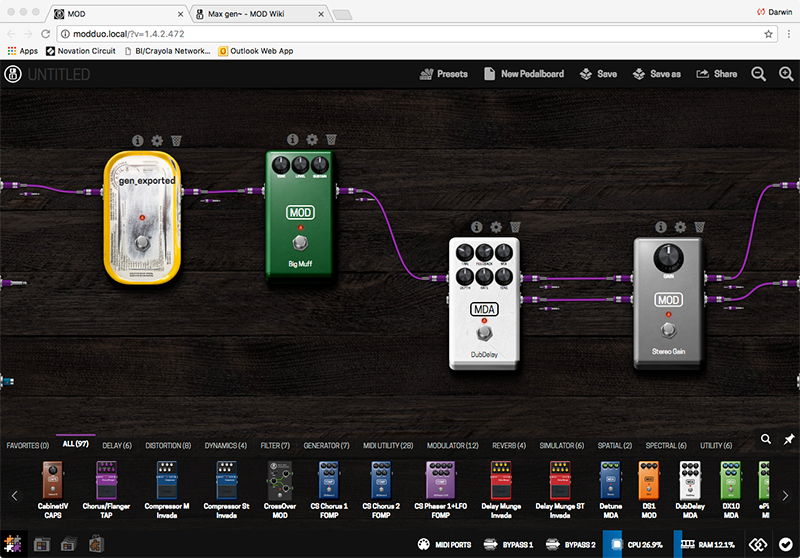 MOD
Max gen~ - MOD Wiki
Darwin
modduo.local/?v=1.4.2.472
Apps
Novation Circuit
BI/Crayola Network...
Outlook Web App
UNTITLED
Presets
New Pedalboard
Save
Save as
Share
gen_exported
LEVEL
SUSTAIN
MOD
Big Muff
FEEDBACK
DEPTH
MDA
DubDelay
GAIN
MOD
Stereo Gain
FAVORITES (0)
ALL (97)
DELAY (6)
DISTORTION (8)
DYNAMICS (4)
FILTER (7)
GENERATOR (7)
MIDI UTILITY (28)
MODULATOR (12)
REVERB (4)
SIMULATOR (6)
SPATIAL (2)
SPECTRAL (6)
UTILITY (6)
CabinetIV
CAPS
Chorus/Flanger
TAP
Compressor M
Invada
Compressor St
Invada
CrossOver
MOD
CS Chorus 1
FOMP
CS Chorus 2
FOMP
CS Phaser 1+LFO
FOMP
Delay Munge
Invada
Delay Munge ST
Invada
Detune
MDA
DS1
MOD
DubDelay
MDA
DX10
MDA
MIDI PORTS
BYPASS 1
BYPASS 2
CPU 26.9%
RAM 12.1%